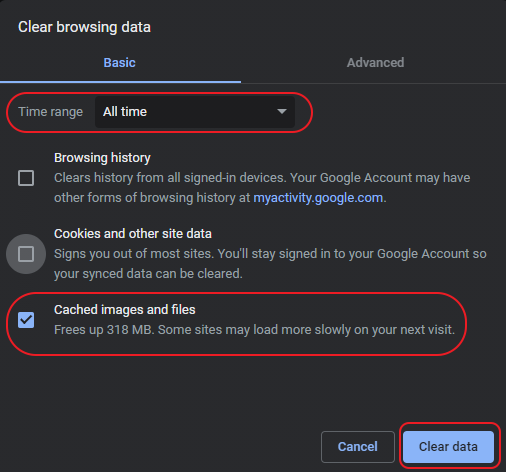 Clear browsing data
Basic
Advanced
Time range
All time
Browsing history
Clears history from all signed-in devices. Your Google Account may have
other forms of browsing history at myactivity.google.com.
Cookies and other site data
Signs you out of most sites. You'll stay signed in to your Google Account so
your synced data can be cleared.
Cached images and files
Frees up 318 MB. Some sites may load more slowly on your next visit.
Cancel
Clear data